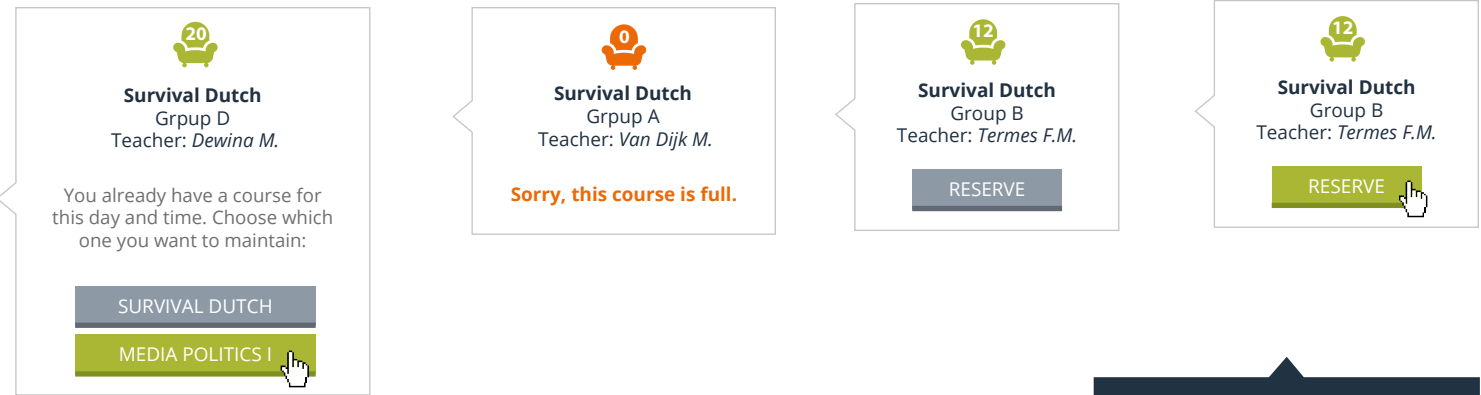 20
Survival Dutch
Grpup D
Teacher: Dewina M.
You already have a course for
this day and time. Choose which
one you want to maintain:
SURVIVAL DUTCH
MEDIA POLITICS I
0
Survival Dutch
Grpup A
Teacher: Van Dijk M.
Sorry, this course is full.
12
Survival Dutch
Group B
Teacher: Termes F.M.
RESERVE
12
Survival Dutch
Group B
Teacher: Termes F.M.
RESERVE